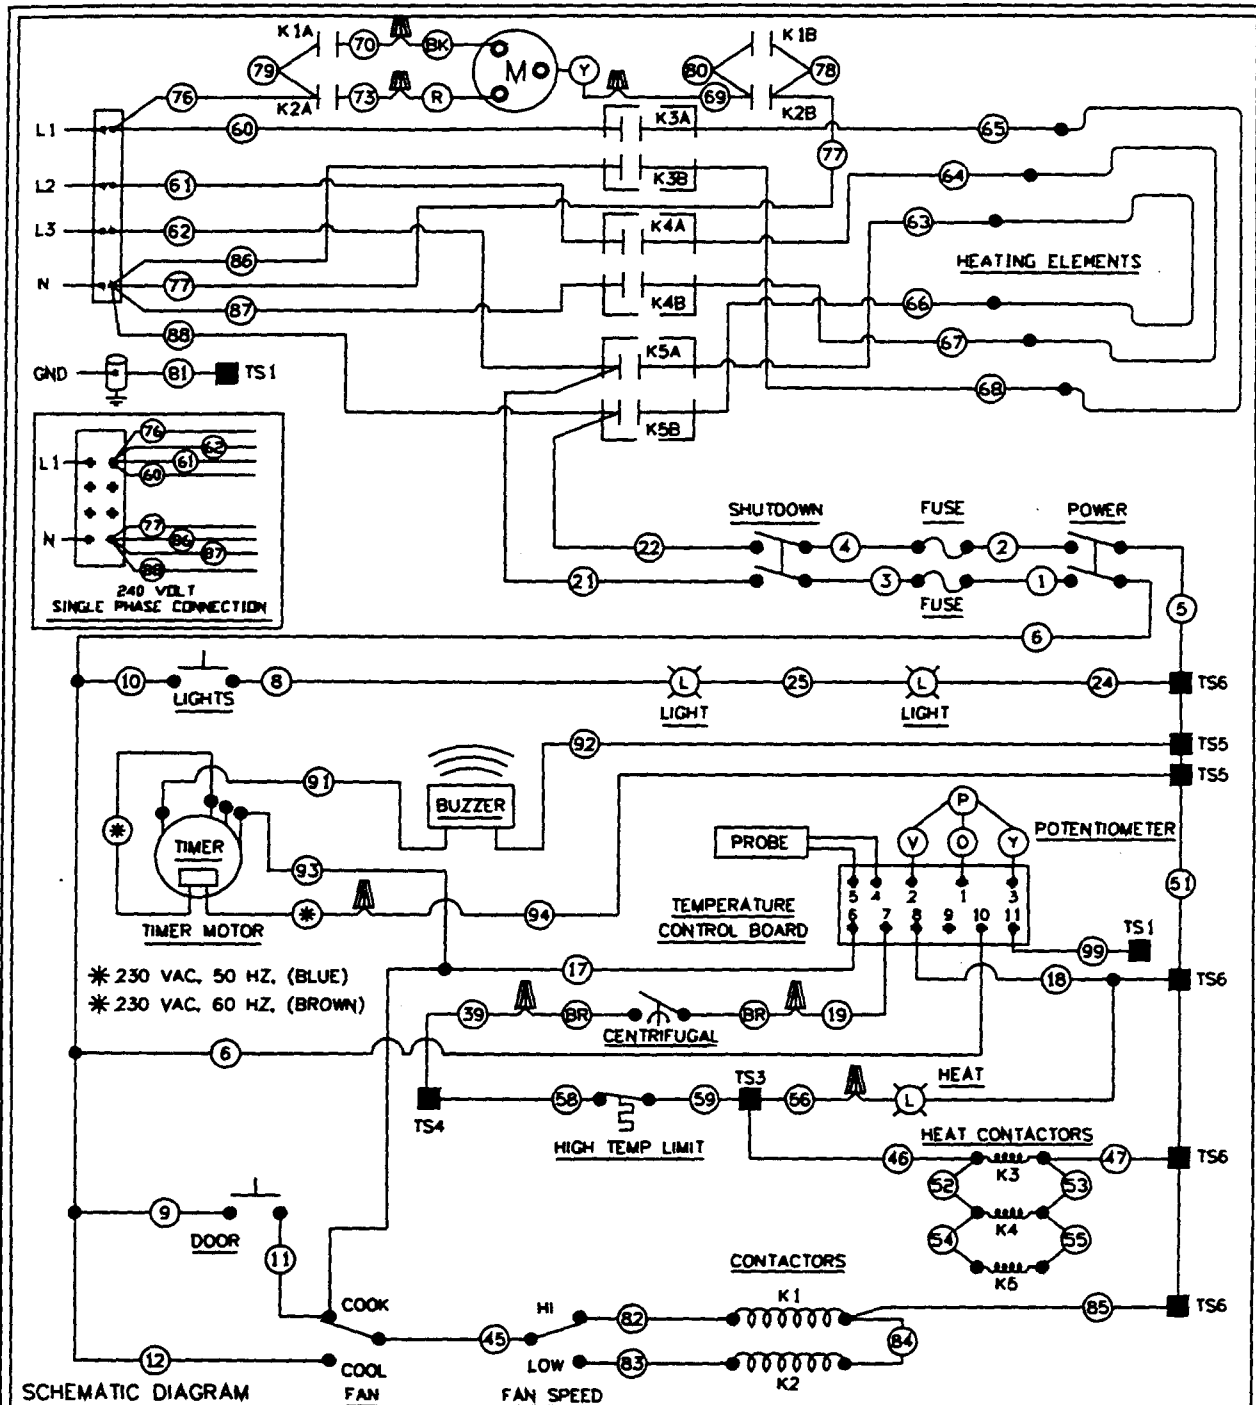 K1A
70
BK
M
Y
K1B
79
80
78
76
K2A
73
R
69
K2B
L1
60
K3A
65
77
L2
61
K3B
64
L3
62
K4A
63
86
HEATING ELEMENTS
N
77
87
K4B
66
88
K5A
67
GND
81
TS1
68
K5B
76
62
L1
61
60
77
N
86
87
88
240 VOLT
SINGLE PHASE CONNECTION
SHUTDOWN
FUSE
POWER
22
4
2
21
3
1
FUSE
5
6
10
8
L
25
L
24
TS6
LIGHTS
LIGHT
LIGHT
92
TS5
91
TS5
BUZZER
P
POTENTIOMETER
*
TIMER
PROBE
V
O
Y
93
51
5
4
2
1
3
TEMPERATURE
CONTROL BOARD
6
7
8
9
10
11
TS1
*
94
TIMER MOTOR
99
17
18
TS6
* 230 VAC, 50 HZ, (BLUE)
* 230 VAC, 60 HZ, (BROWN)
39
BR
BR
19
CENTRIFUGAL
6
HEAT
TS3
58
59
56
L
TS4
HIGH TEMP LIMIT
HEAT CONTACTORS
46
47
TS6
K3
52
53
9
K4
DOOR
54
55
11
K5
CONTACTORS
COOK
HI
82
K1
85
TS6
45
84
12
COOL
LOW
83
K2
SCHEMATIC DIAGRAM
FAN
FAN SPEED